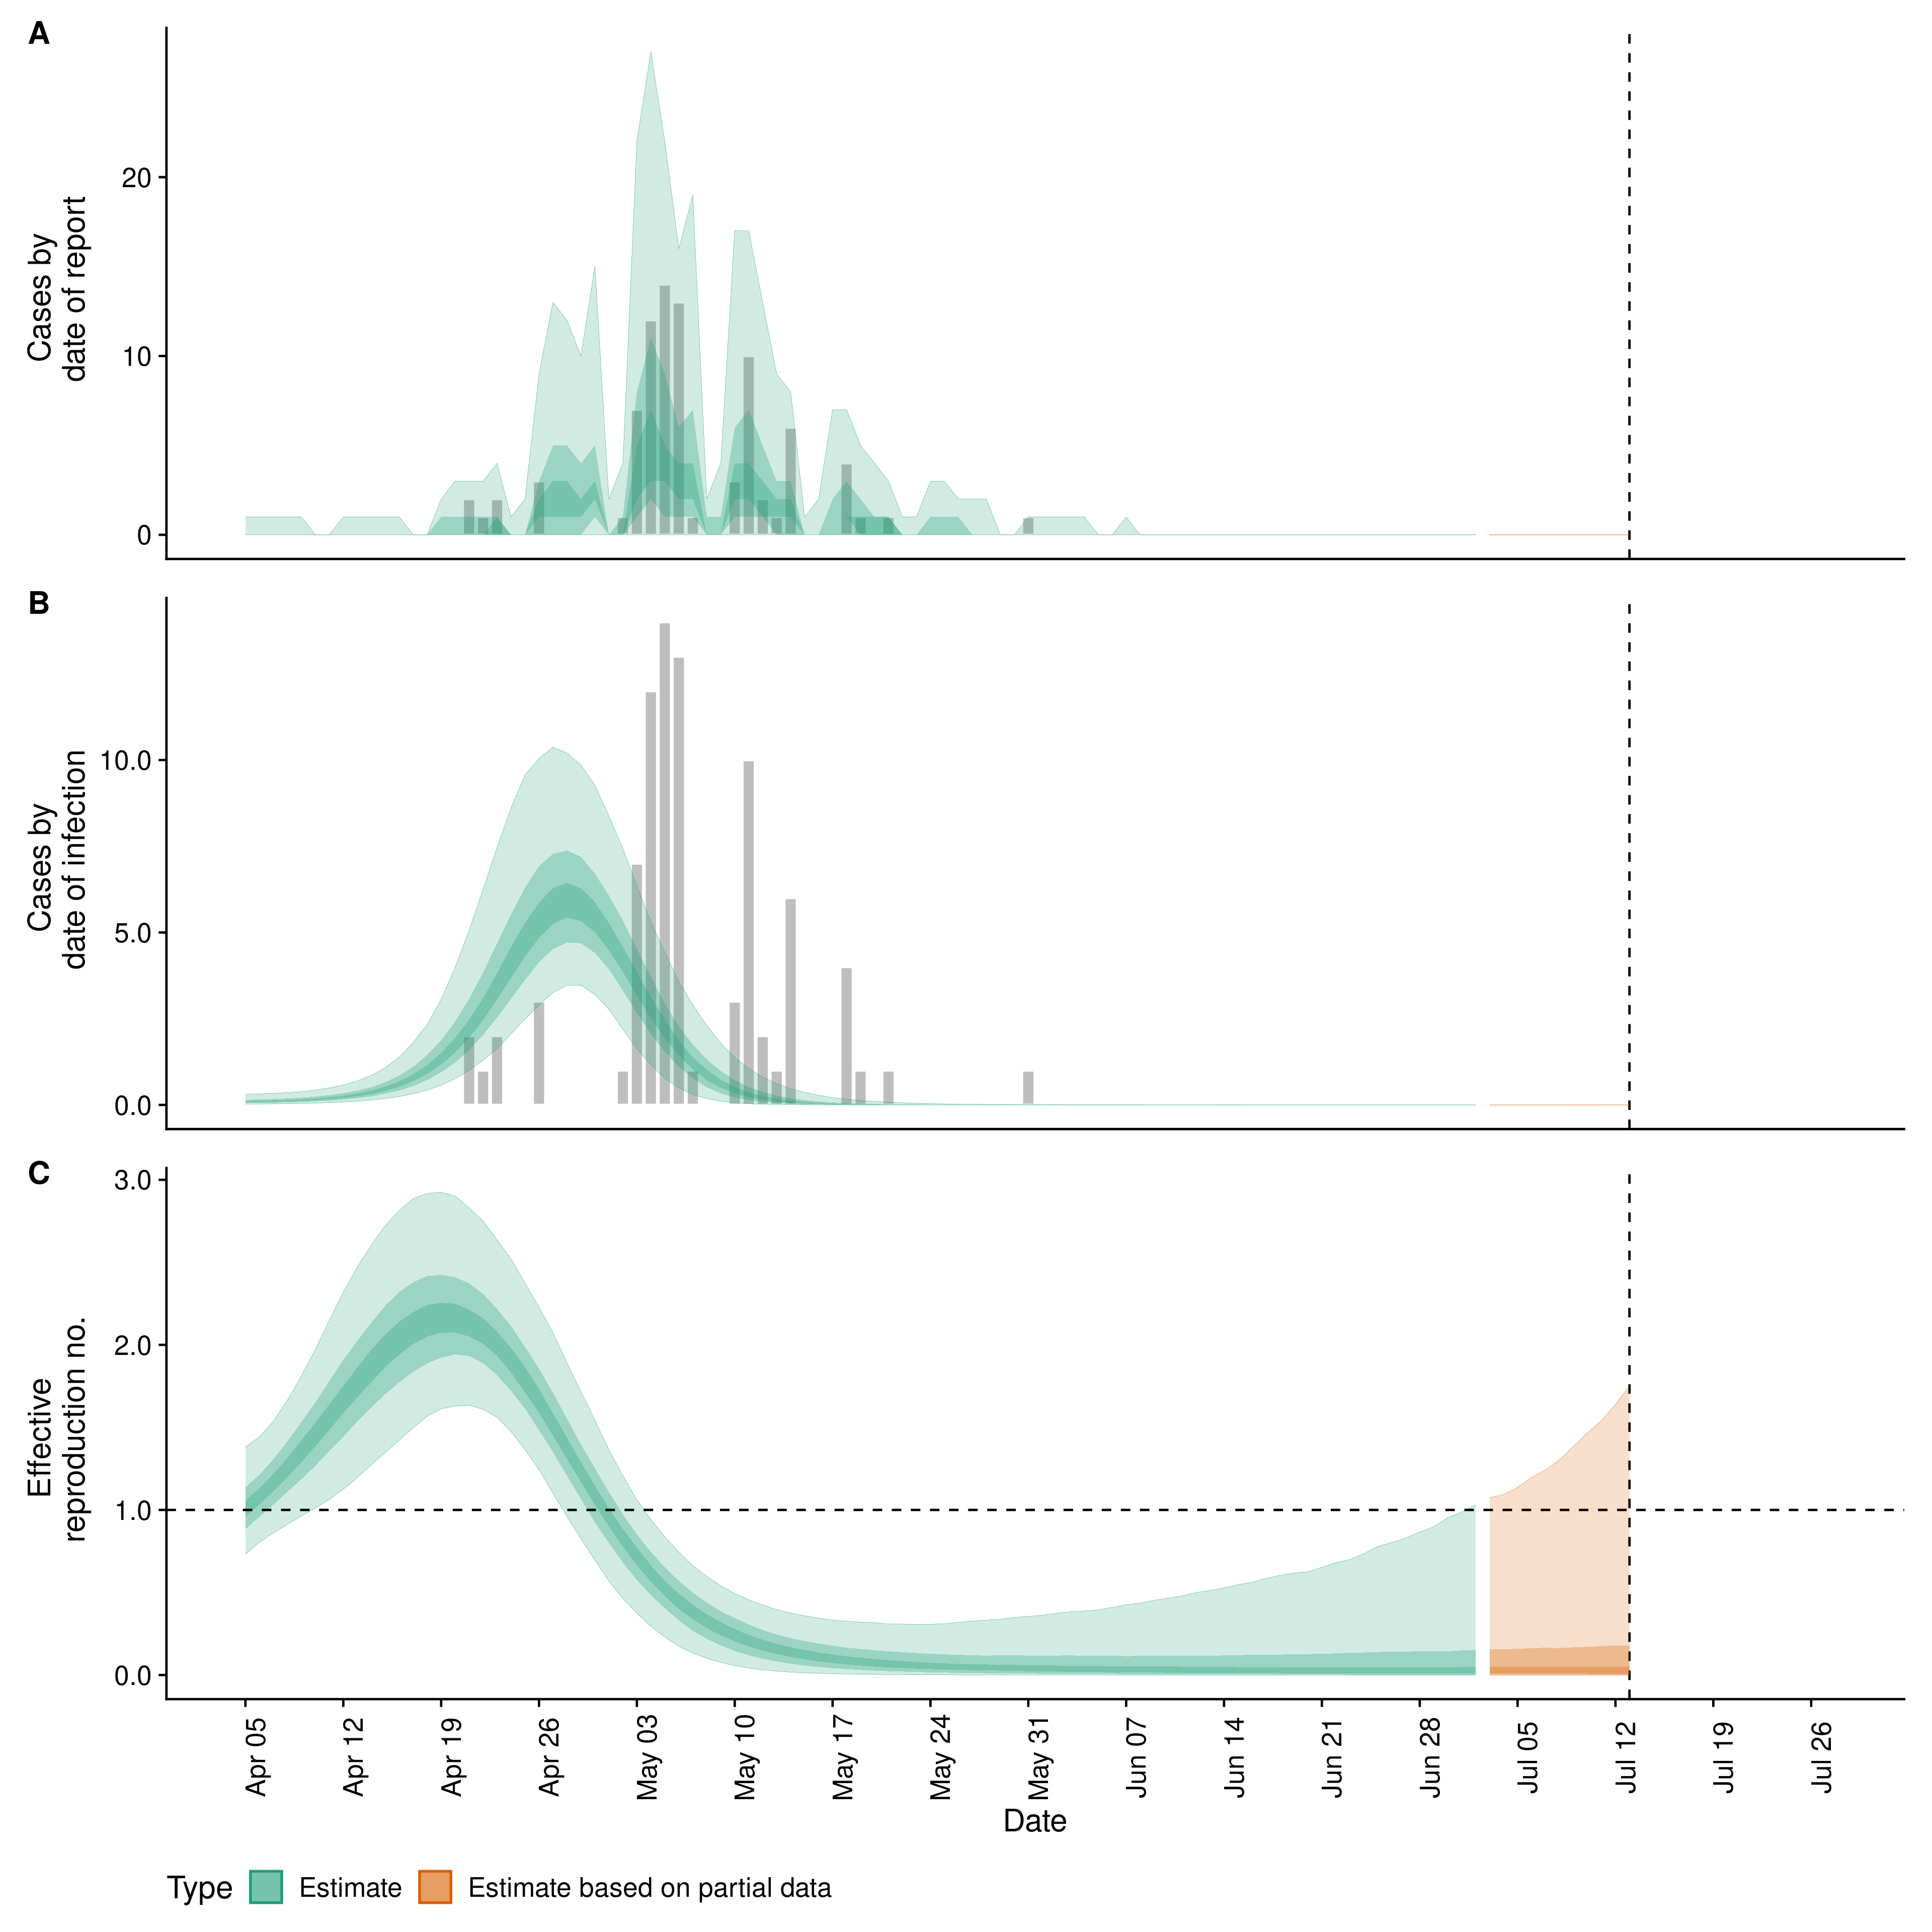 A
Cases by
date of report
20
10
0
B
Cases by
date of infection
10.0
5.0
0.0
C
Effective
reproduction no.
3.0
2.0
1.0
0.0
Apr 05
Apr 12
Apr 19
Apr 26
May 03
May 10
May 17
May 24
May 31
Jun 07
Jun 14
Jun 21
Jun 28
Jul 05
Jul 12
Jul 19
Jul 26
Date
Type Estimate Estimate based on partial data